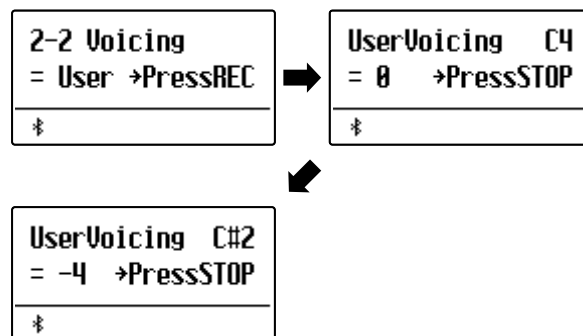 2-2 Voicing
= User →PressREC
UserVoicing C4
= 0 →PressSTOP
UserVoicing C#2
= -4 →PressSTOP